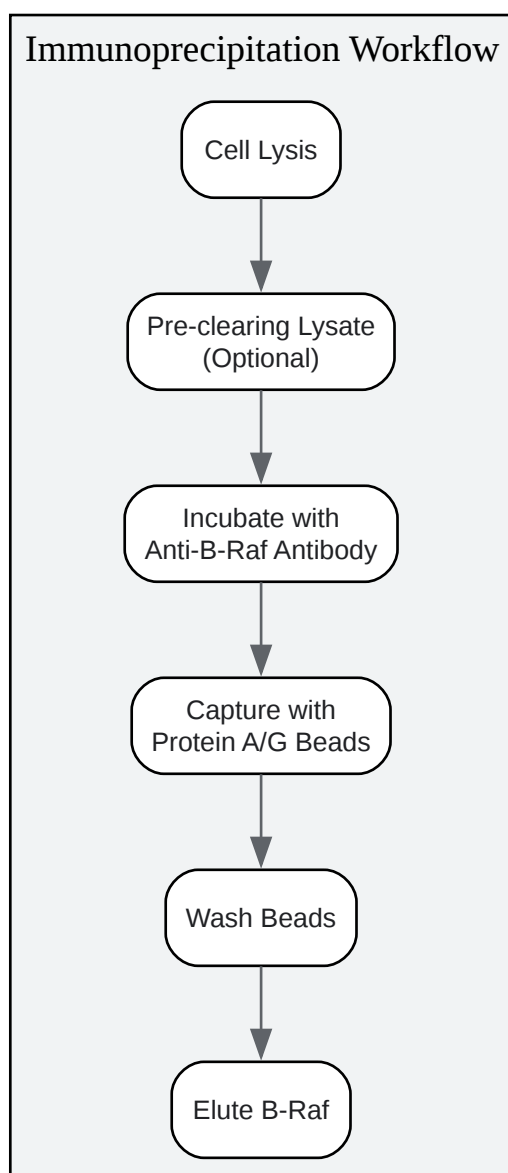 Immunoprecipitation Workflow
Cell Lysis
Pre-clearing Lysate
(Optional)
Incubate with
Anti-B-Raf Antibody
Capture with
Protein A/G Beads
Wash Beads
Elute B-Raf